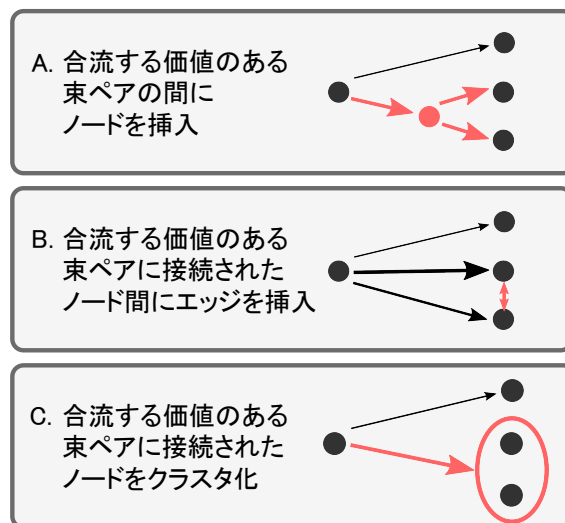 A. 合流する価値のある
束ペアの間に
ノードを挿入
B. 合流する価値のある
束ペアに接続された
ノード間にエッジを挿入
C. 合流する価値のある
束ペアに接続された
ノードをクラスタ化